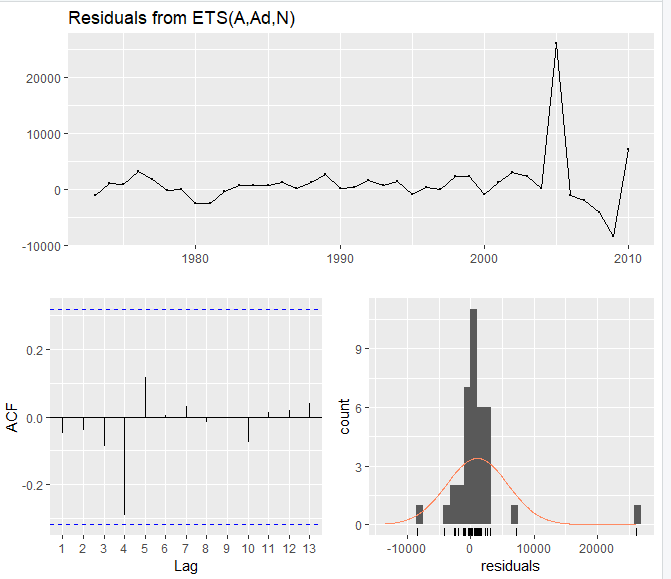 Residuals from ETS(A,Ad,N)
20000
10000
0
-10000
1980 1990 2000 2010
0.2
0.0
-0.2
ACF
1 2 3 4 5 6 7 8 9 10 11 12 13
Lag
9
6
3
0
count
-10000 0 10000 20000
residuals